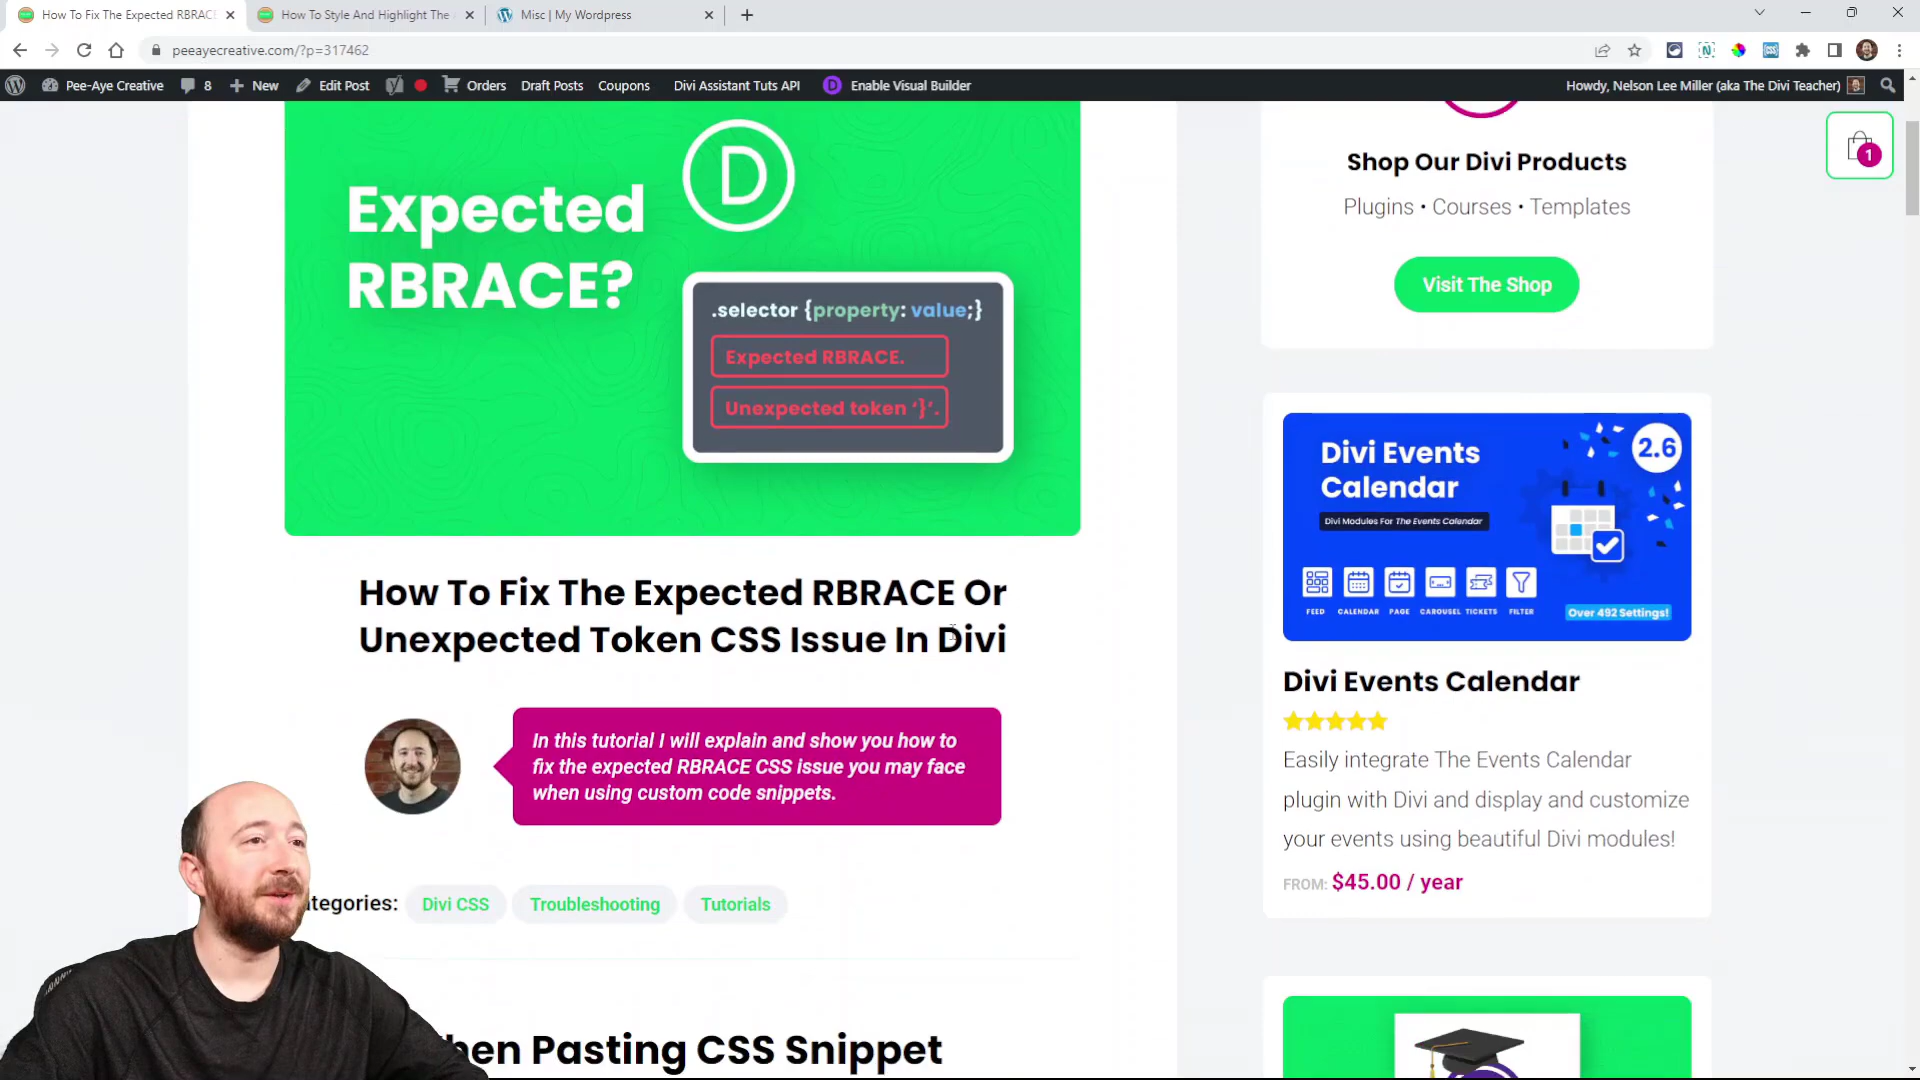 How To Fix The Expected RBRACE
How To Style And Highlight The
Misc | My Wordpress
peeayecreative.com/?p=317462
Pee-Aye Creative
8
New
Edit Post
Orders
Draft Posts
Coupons
Divi Assistant Tuts API
D
Enable Visual Builder
Howdy, Nelson Lee Miller (aka The Divi Teacher)
Expected
RBRACE?
D
.selector {property: value;}
Expected RBRACE.
Unexpected token ‘}’.
How To Fix The Expected RBRACE Or
Unexpected Token CSS Issue In Divi
In this tutorial I will explain and show you how to
fix the expected RBRACE CSS issue you may face
when using custom code snippets.
tegories:
Divi CSS
Troubleshooting
Tutorials
hen Pasting CSS Snippet
1
Shop Our Divi Products
Plugins • Courses • Templates
Visit The Shop
Divi Events
Calendar
2.6
Divi Modules For The Events Calendar
FEED
CALENDAR
PAGE
CAROUSEL
TICKETS
FILTER
Over 492 Settings!
Divi Events Calendar
Easily integrate The Events Calendar
plugin with Divi and display and customize
your events using beautiful Divi modules!
FROM: $45.00 / year